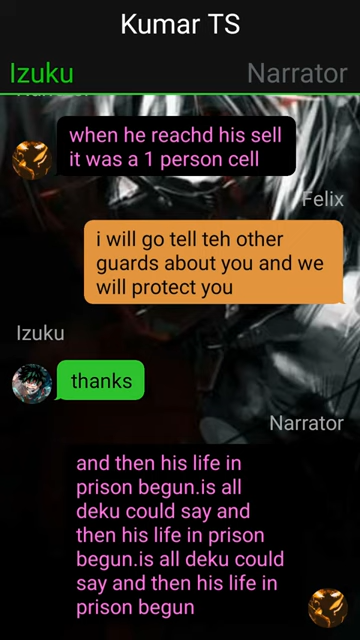 Kumar TS
Izuku
Narrator
when he reachd his sell
it was a 1 person cell
Felix
i will go tell teh other
guards about you and we
will protect you
Izuku
thanks
Narrator
and then his life in
prison begun.is all
deku could say and
then his life in prison
begun.is all deku could
say and then his life in
prison begun